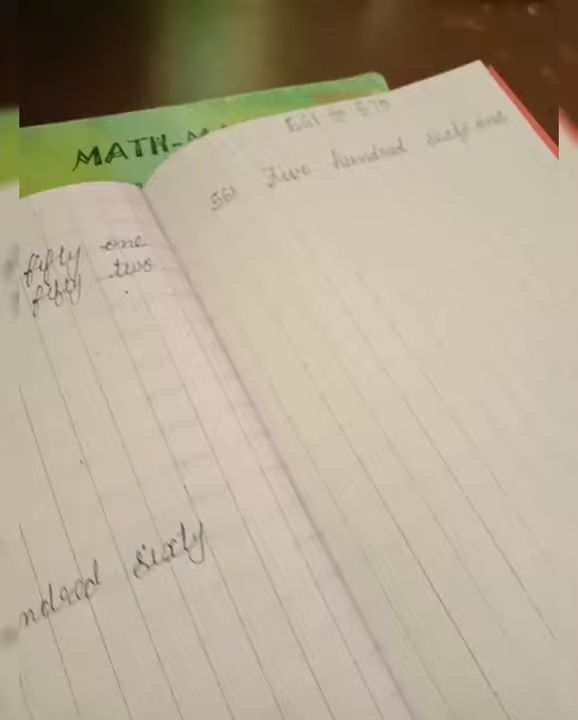 MATH-M
fifty one
fifty two
ndred sixty
561 to 570
561 Five hundred sixty one